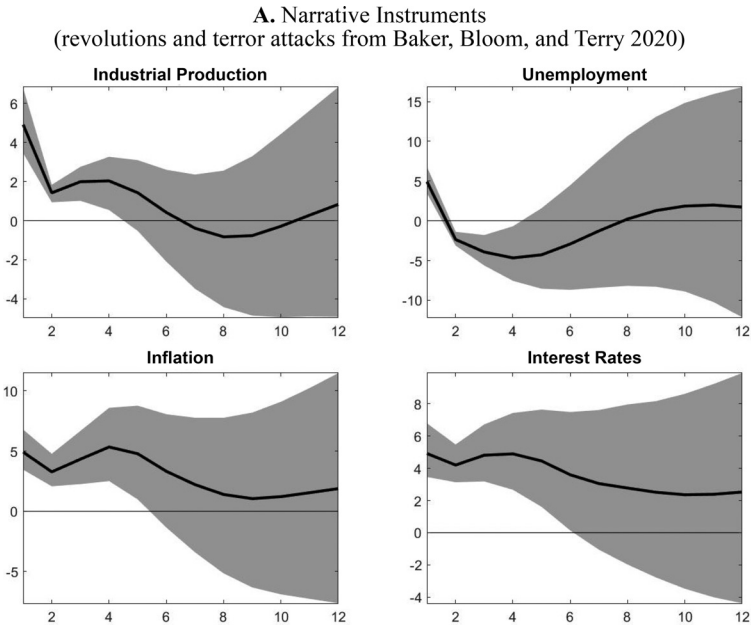 A. Narrative Instruments
(revolutions and terror attacks from Baker, Bloom, and Terry 2020)
Industrial Production
6
4
2
0
-2
-4
2 4 6 8 10 12
Unemployment
15
10
5
0
-5
-10
2 4 6 8 10 12
Inflation
10
5
0
-5
2 4 6 8 10 12
Interest Rates
8
6
4
2
0
-2
-4
2 4 6 8 10 12